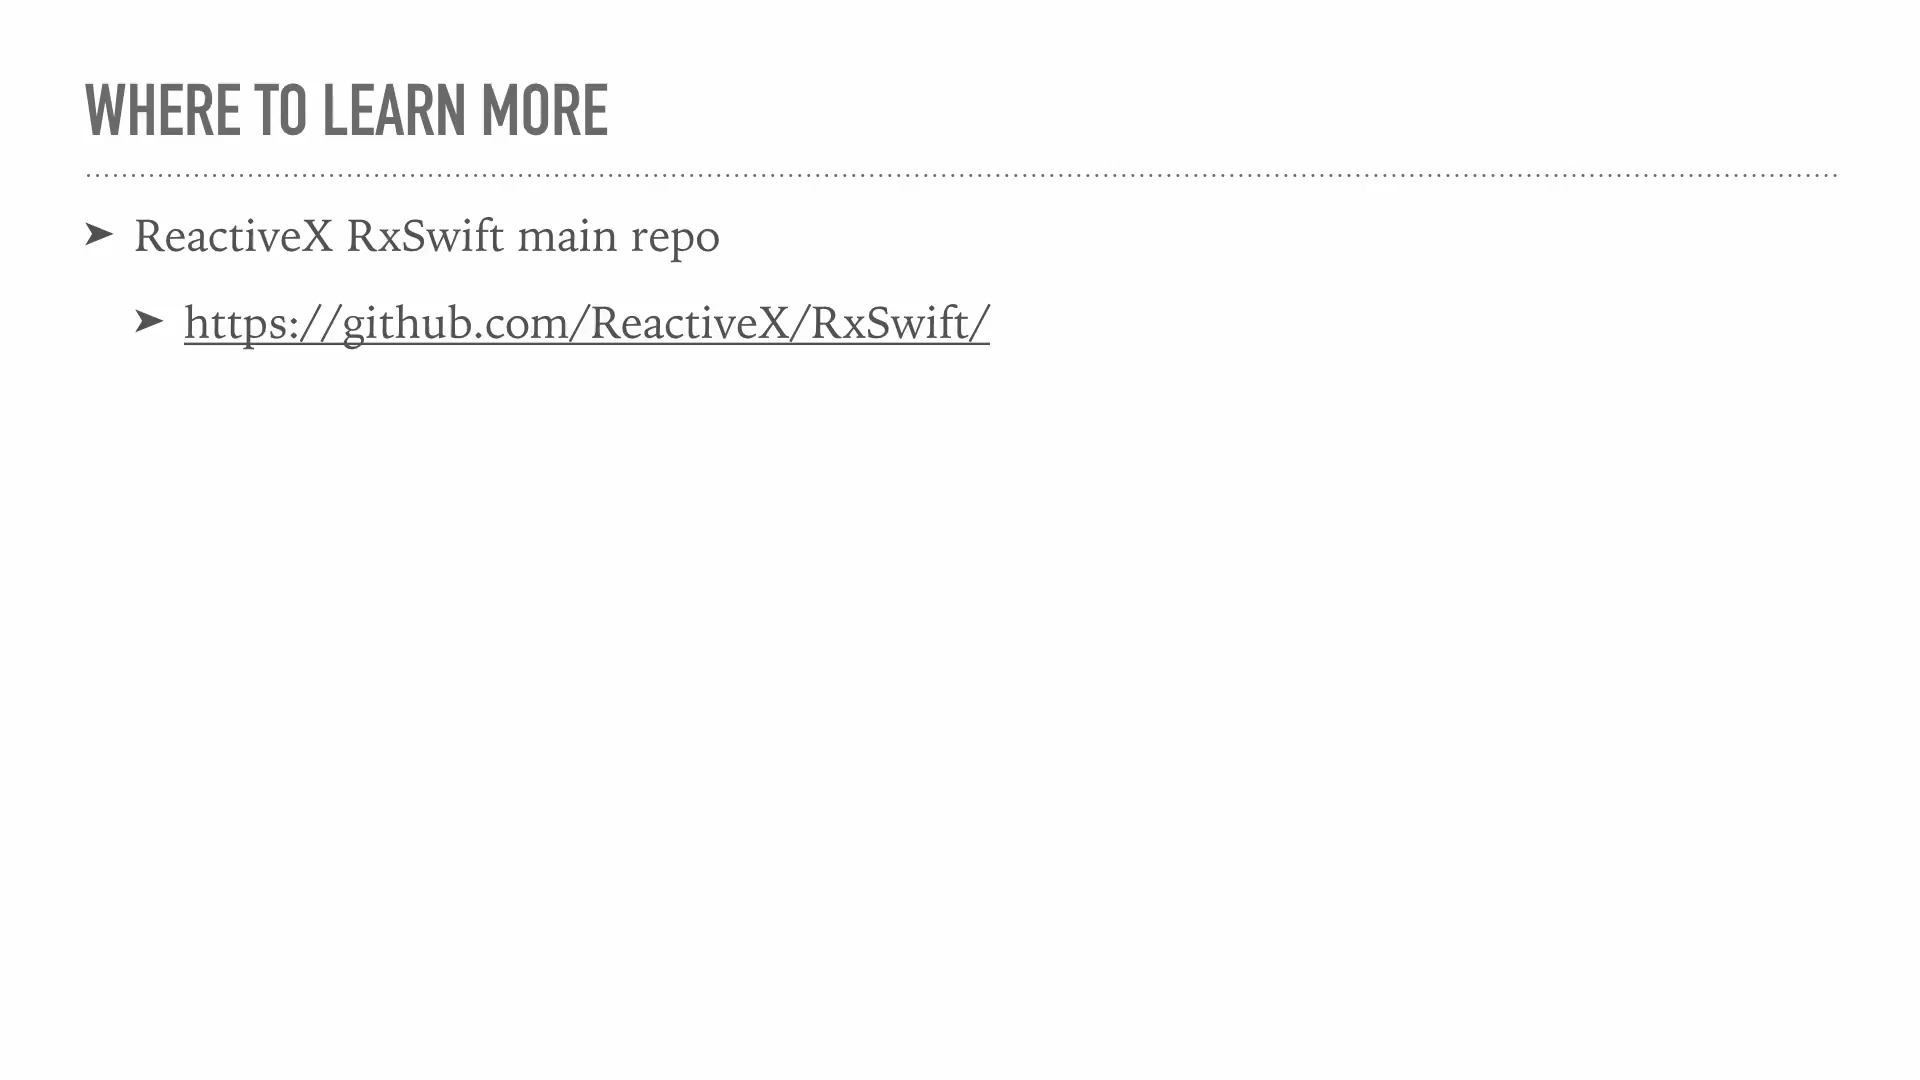 WHERE TO LEARN MORE
➤ ReactiveX RxSwift main repo
➤ https://github.com/ReactiveX/RxSwift/